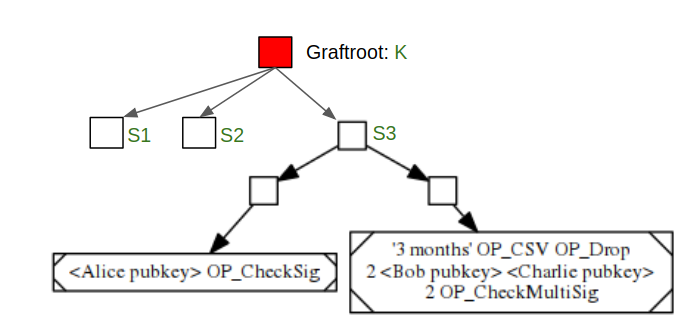 Graftroot: K
S1
S2
S3
<Alice pubkey> OP_CheckSig
'3 months' OP_CSV OP_Drop
2 <Bob pubkey> <Charlie pubkey>
2 OP_CheckMultiSig